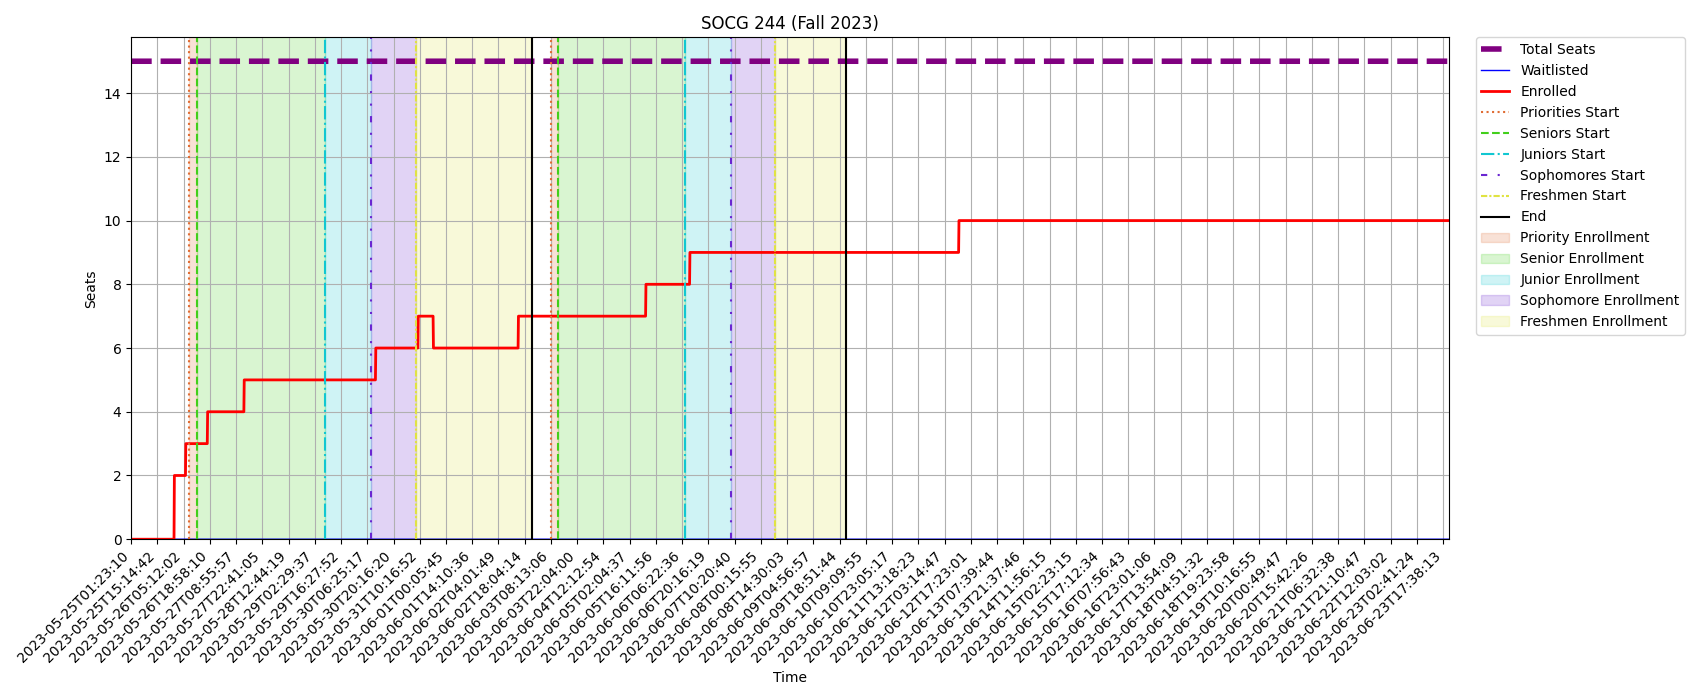 SOCG 244 (Fall 2023)
Seats
14
12
10
8
6
4
2
0
2023-05-25T01:23:10
2023-05-25T15:14:42
2023-05-26T05:12:02
2023-05-26T18:58:10
2023-05-27T08:55:57
2023-05-27T22:41:05
2023-05-28T12:44:19
2023-05-29T02:29:37
2023-05-29T16:27:52
2023-05-30T06:25:17
2023-05-30T20:16:20
2023-05-31T10:16:52
2023-06-01T00:05:45
2023-06-01T14:10:36
2023-06-02T04:01:49
2023-06-02T18:04:14
2023-06-03T08:13:06
2023-06-03T22:04:00
2023-06-04T12:12:54
2023-06-05T02:04:37
2023-06-05T16:11:56
2023-06-06T06:22:36
2023-06-06T20:16:19
2023-06-07T10:20:40
2023-06-08T00:15:55
2023-06-08T14:30:03
2023-06-09T04:56:57
2023-06-09T18:51:44
2023-06-10T09:09:55
2023-06-10T23:05:17
2023-06-11T13:18:23
2023-06-12T03:14:47
2023-06-12T17:23:01
2023-06-13T07:39:44
2023-06-13T21:37:46
2023-06-14T11:56:15
2023-06-15T02:23:15
2023-06-15T17:12:34
2023-06-16T07:56:43
2023-06-16T23:01:06
2023-06-17T13:54:09
2023-06-18T04:51:32
2023-06-18T19:23:58
2023-06-19T10:16:55
2023-06-20T00:49:47
2023-06-20T15:42:26
2023-06-21T06:32:38
2023-06-21T21:10:47
2023-06-22T12:03:02
2023-06-23T02:41:24
2023-06-23T17:38:13
Time
Total Seats
Waitlisted
Enrolled
Priorities Start
Seniors Start
Juniors Start
Sophomores Start
Freshmen Start
End
Priority Enrollment
Senior Enrollment
Junior Enrollment
Sophomore Enrollment
Freshmen Enrollment